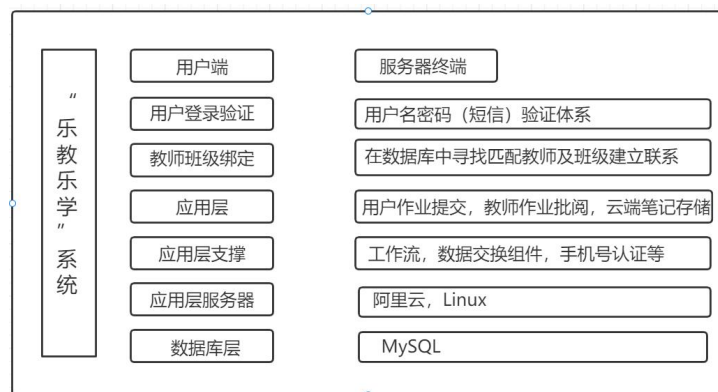 “乐教乐学”系统
用户端
服务器终端
用户登录验证
用户名密码（短信）验证体系
教师班级绑定
在数据库中寻找匹配教师及班级建立联系
应用层
用户作业提交，教师作业批阅，云端笔记存储
应用层支撑
工作流，数据交换组件，手机号认证等
应用层服务器
阿里云，Linux
数据库层
MySQL